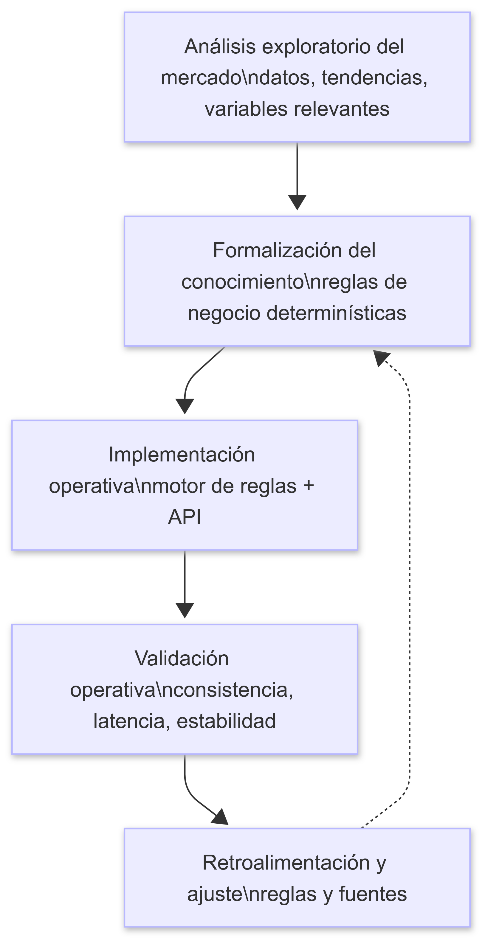 Análisis exploratorio del
mercado\ndatos, tendencias,
variables relevantes
Formalización del
conocimiento\nreglas de
negocio determinísticas
Implementación
operativa\nmotor de reglas +
API
Validación
operativa\nconsistencia,
latencia, estabilidad
Retroalimentación y
ajuste\nreglas y fuentes